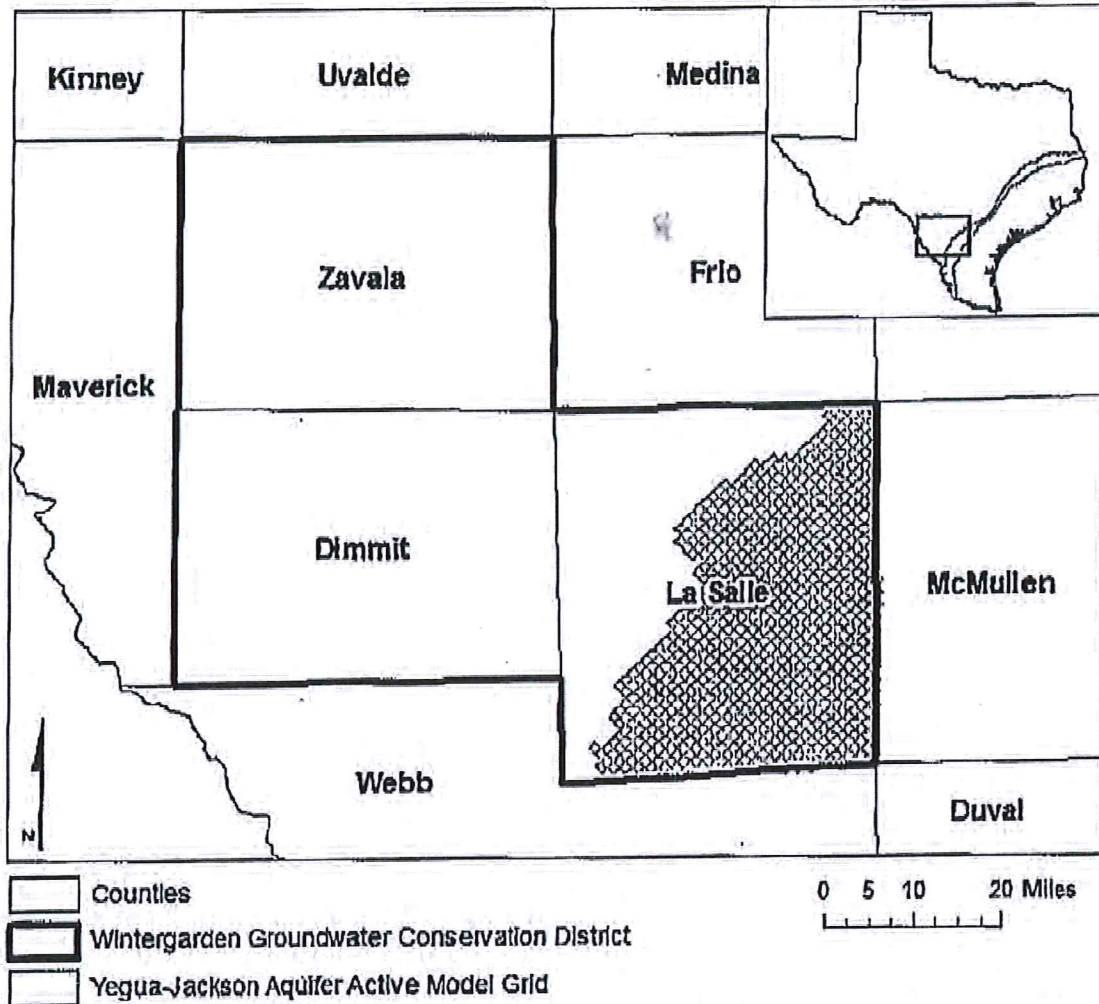 Kinney
Uvalde
Medina
Zavala
Frio
Maverick
Dimmit
La Salle
McMullen
Webb
Duval
N
Counties
Wintergarden Groundwater Conservation District
Yegua-Jackson Aquifer Active Model Grid
0 5 10 20 Miles